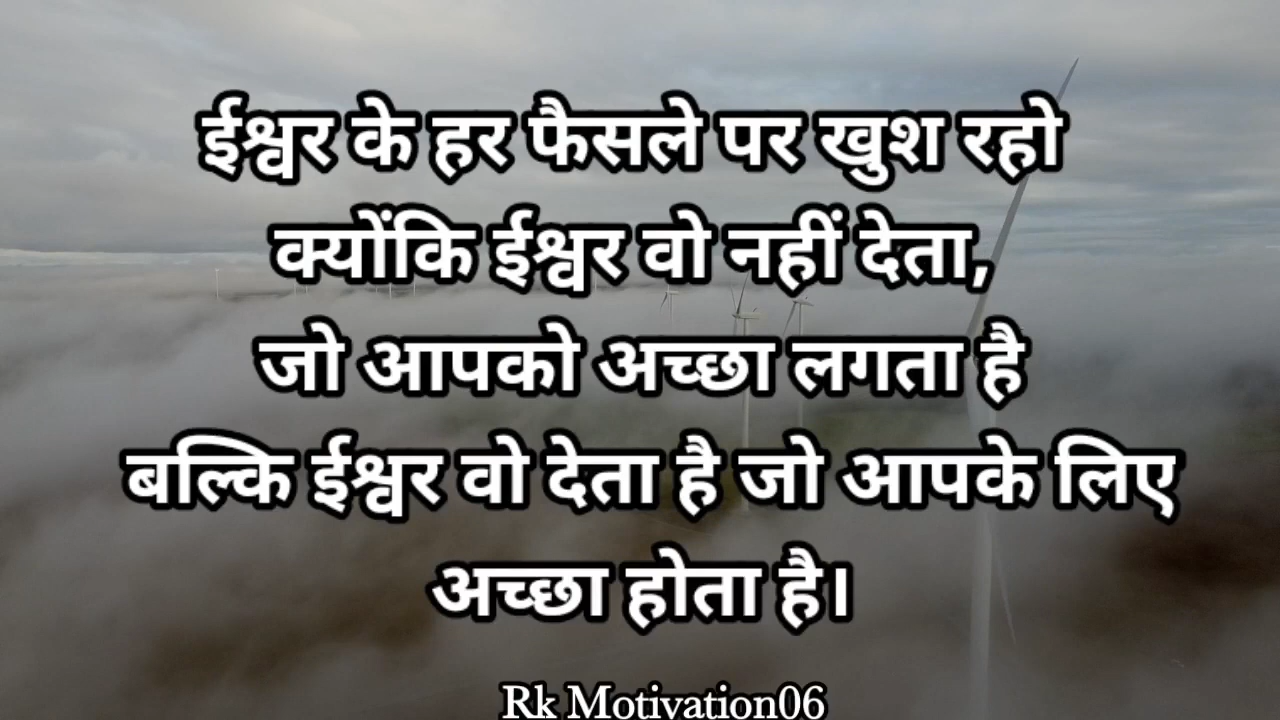 ईश्वर के हर फैसले पर खुश रहो
क्योंकि ईश्वर वो नहीं देता,
जो आपको अच्छा लगता है
बल्कि ईश्वर वो देता है जो आपके लिए
अच्छा होता है।
Rk Motivation06